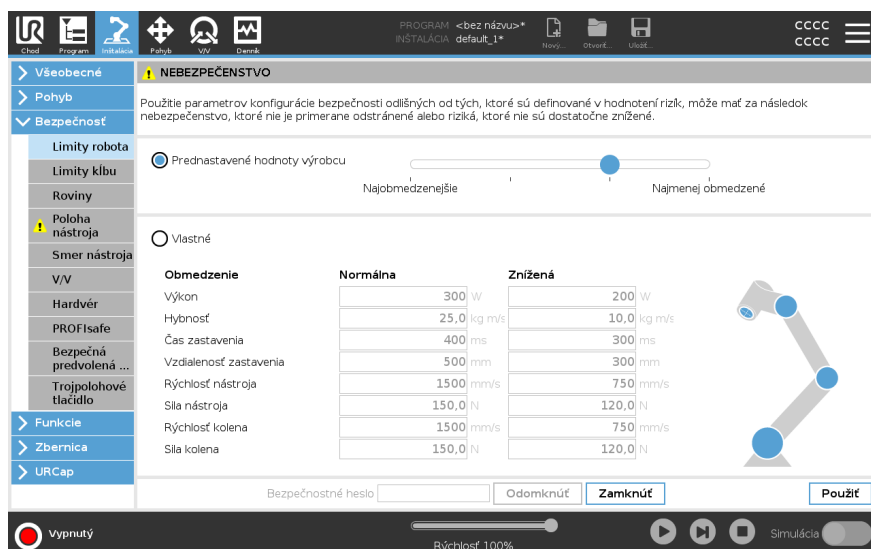 UR
Chod
Program
Inštalácia
Pohyb
V/V
Denník
PROGRAM <bez názvu>*
INŠTALÁCIA default_1*
Nový...
Otvoriť...
Uložiť...
CCCC
CCCC
Všeobecné
Pohyb
Bezpečnosť
Limity robota
Limity kĺbu
Roviny
Poloha
nástroja
Smer nástroja
V/V
Hardvér
PROFIsafe
Bezpečná
predvolená ...
Trojpolohové
tlačidlo
Funkcie
Zbernica
URCap
NEBEZPEČENSTVO
Použitie parametrov konfigurácie bezpečnosti odlišných od tých, ktoré sú definované v hodnotení rizík, môže mať za následok
nebezpečenstvo, ktoré nie je primerane odstránené alebo riziká, ktoré nie sú dostatočne znížené.
Prednastavené hodnoty výrobcu
Najobmedzenejšie
Najmenej obmedzené
Vlastné
Obmedzenie Normálna Znížená
Výkon 300 W 200 W
Hybnosť 25,0 kg m/s 10,0 kg m/s
Čas zastavenia 400 ms 300 ms
Vzdialenosť zastavenia 500 mm 300 mm
Rýchlosť nástroja 1500 mm/s 750 mm/s
Sila nástroja 150,0 N 120,0 N
Rýchlosť kolena 1500 mm/s 750 mm/s
Sila kolena 150,0 N 120,0 N
Bezpečnostné heslo Odomknúť Zamknúť Použiť
Vypnutý
Rýchlosť 100%
Simulácia